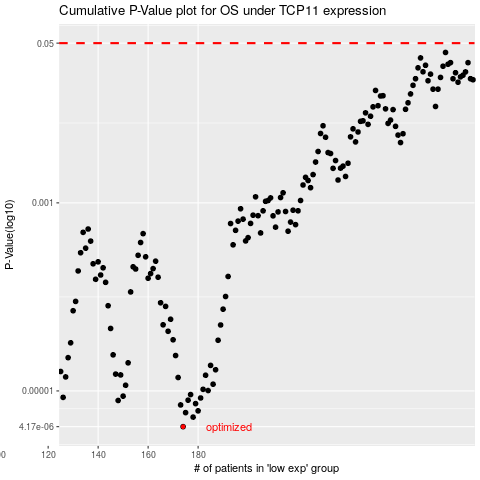 Cumulative P-Value plot for OS under TCP11 expression
P-Value(log10)
0.05
0.001
0.00001
4.17e-06
optimized
00 120 140 160 180
# of patients in 'low exp' group